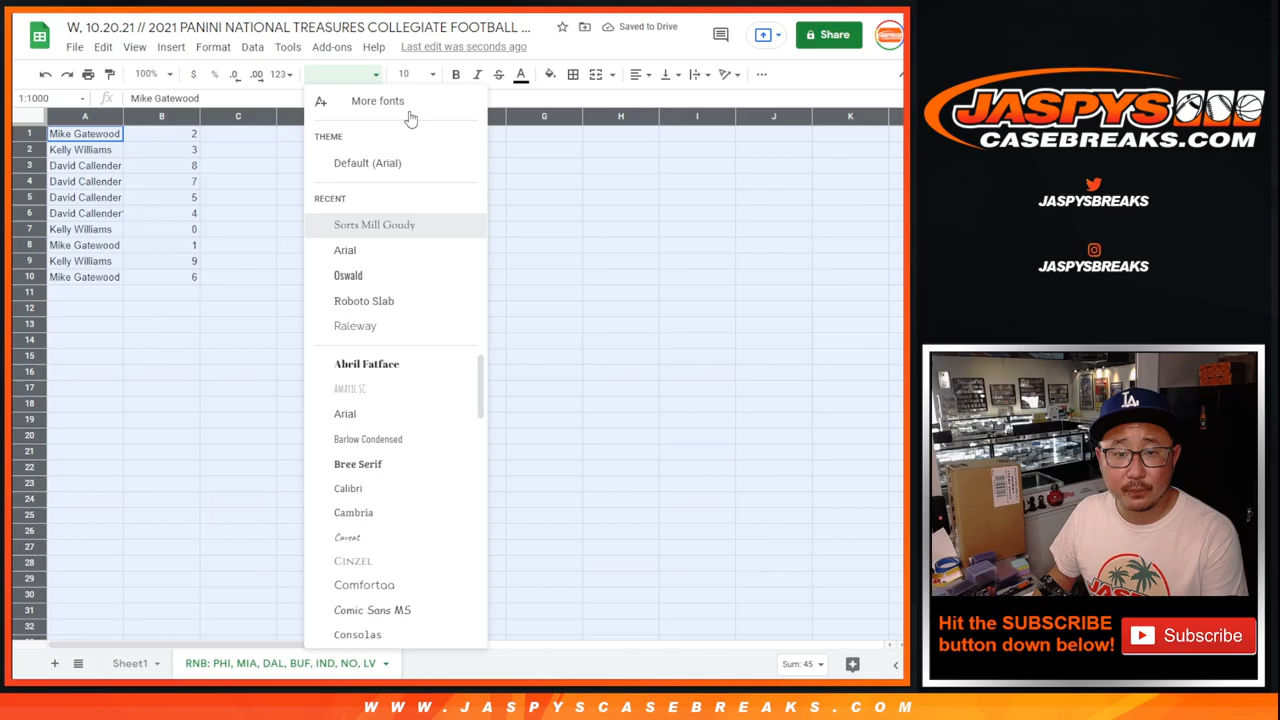 W, 10.20.21 // 2021 PANINI NATIONAL TREASURES COLLEGIATE FOOTBALL ...
Saved to Drive
Share
File Edit View Insert Format Data Tools Add-ons Help Last edit was seconds ago
100% $ % .0 .00 123 10 B I S A
1:1000 fx Mike Gatewood
A B C G H I J K
1 Mike Gatewood 2
2 Kelly Williams 3
3 David Callender 8
4 David Callender 7
5 David Callender 5
6 David Callender' 4
7 Kelly Williams 0
8 Mike Gatewood 1
9 Kelly Williams 9
10 Mike Gatewood 6
11
12
13
14
15
16
17
18
19
20
21
22
23
24
25
26
27
28
29
30
31
More fonts
THEME
Default (Arial)
RECENT
Sorts Mill Goudy
Arial
Oswald
Roboto Slab
Raleway
Abril Fatface
AMATIC SC
Arial
Barlow Condensed
Bree Serif
Calibri
Cambria
Caveat
CINZEL
Comfortaa
Comic Sans MS
Consolas
Sheet1 RNB: PHI, MIA, DAL, BUF, IND, NO, LV
Sum: 45
JASPYS
CASEBREAKS.COM
JASPYSBREAKS
JASPYSBREAKS
LA
Hit the SUBSCRIBE
button down below!
Subscribe
WWW.JASPYSCASEBREAKS.COM